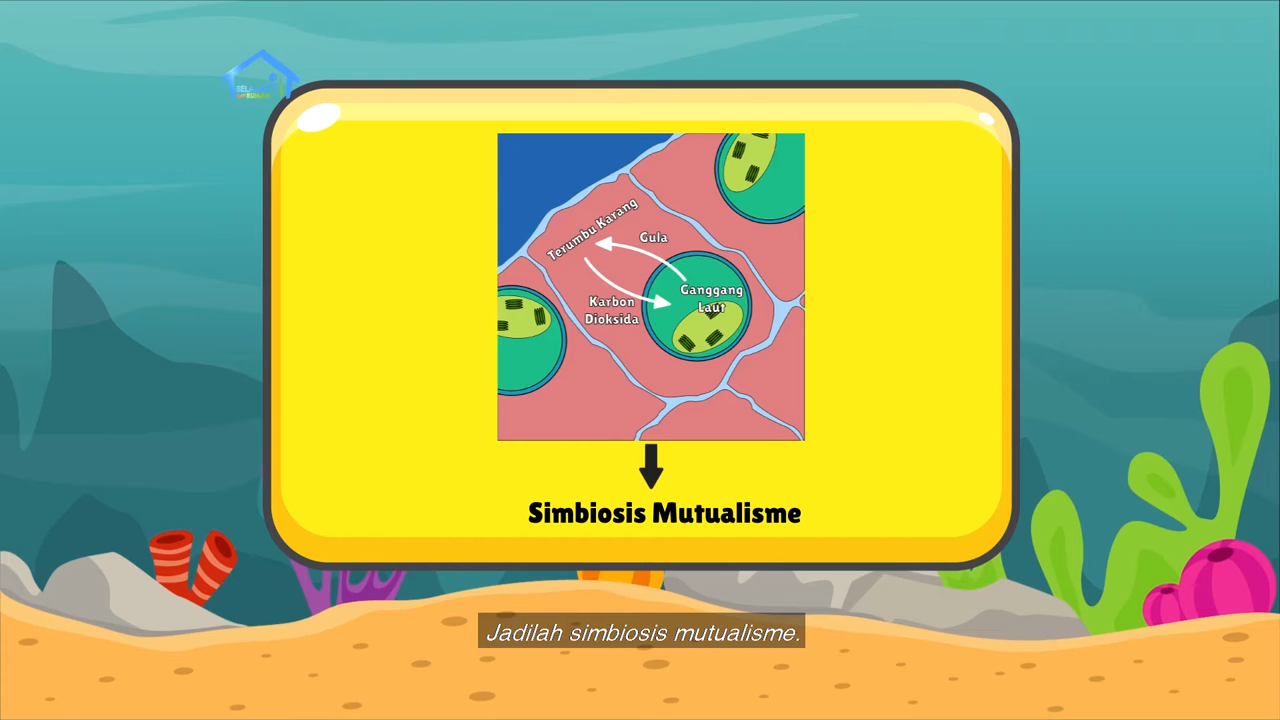 Terumbu Karang
Gula
Ganggang
Laut
Karbon
Dioksida
Simbiosis Mutualisme
Jadilah simbiosis mutualisme.